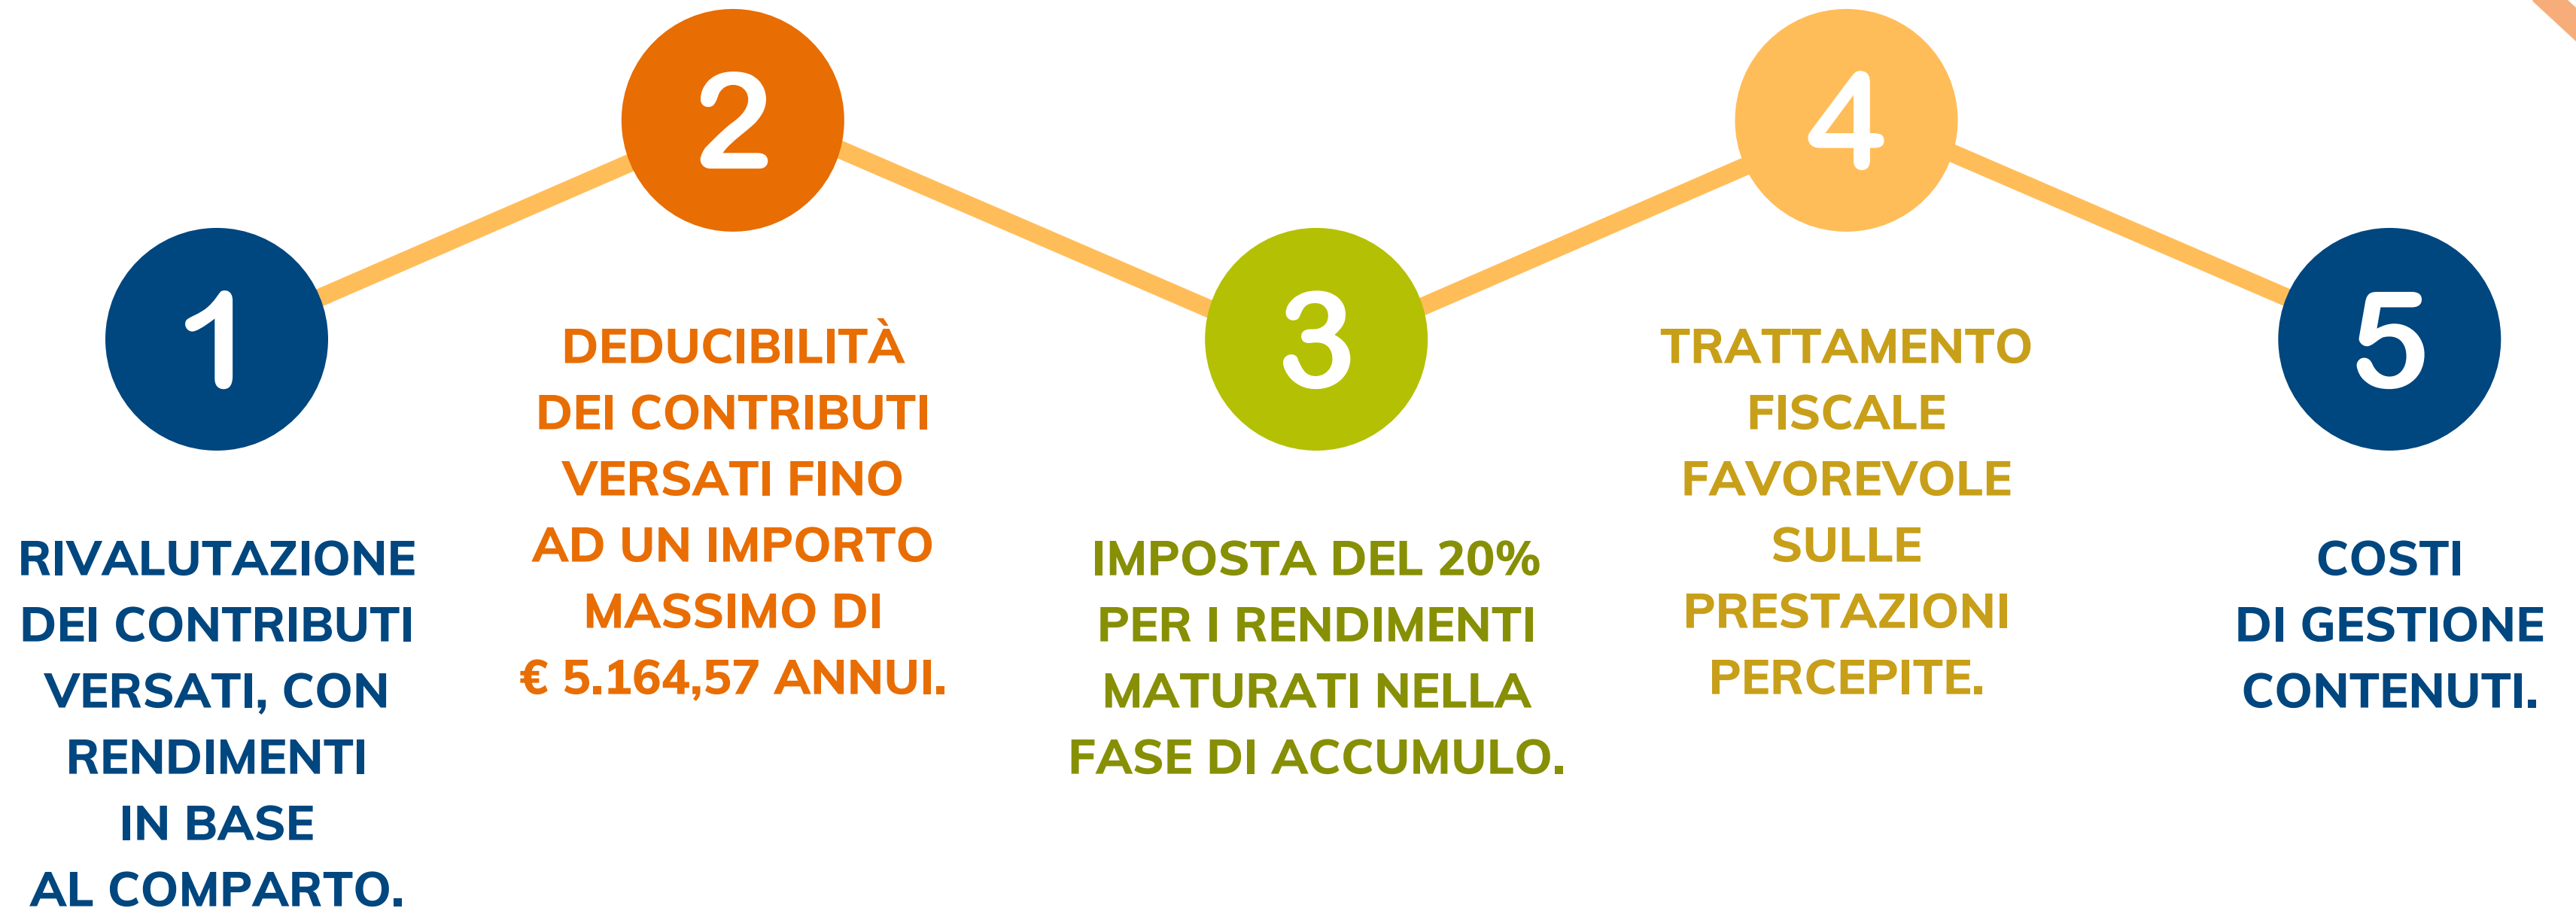 1
RIVALUTAZIONE
DEI CONTRIBUTI
VERSATI, CON
RENDIMENTI
IN BASE
AL COMPARTO.
2
DEDUCIBILITÀ
DEI CONTRIBUTI
VERSATI FINO
AD UN IMPORTO
MASSIMO DI
€ 5.164,57 ANNUI.
3
IMPOSTA DEL 20%
PER I RENDIMENTI
MATURATI NELLA
FASE DI ACCUMULO.
4
TRATTAMENTO
FISCALE
FAVOREVOLE
SULLE
PRESTAZIONI
PERCEPITE.
5
COSTI
DI GESTIONE
CONTENUTI.